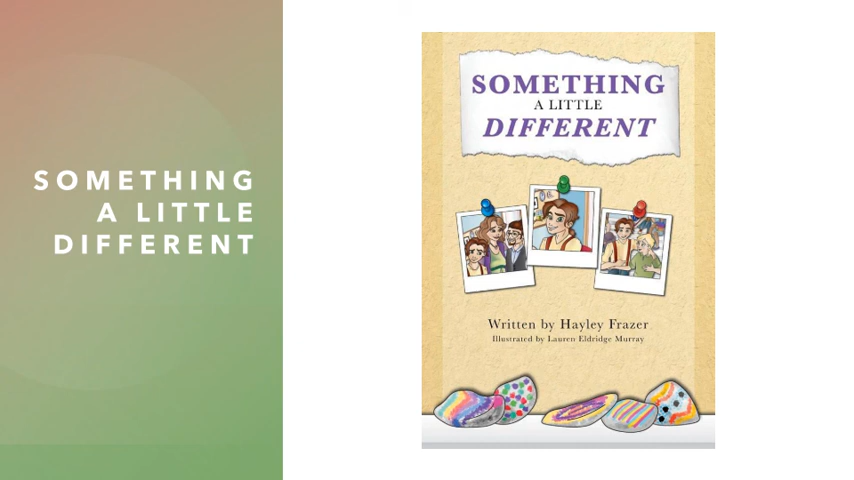 SOMETHING
A LITTLE
DIFFERENT
SOMETHING
A LITTLE
DIFFERENT
Written by Hayley Frazer
Illustrated by Lauren Eldridge Murray